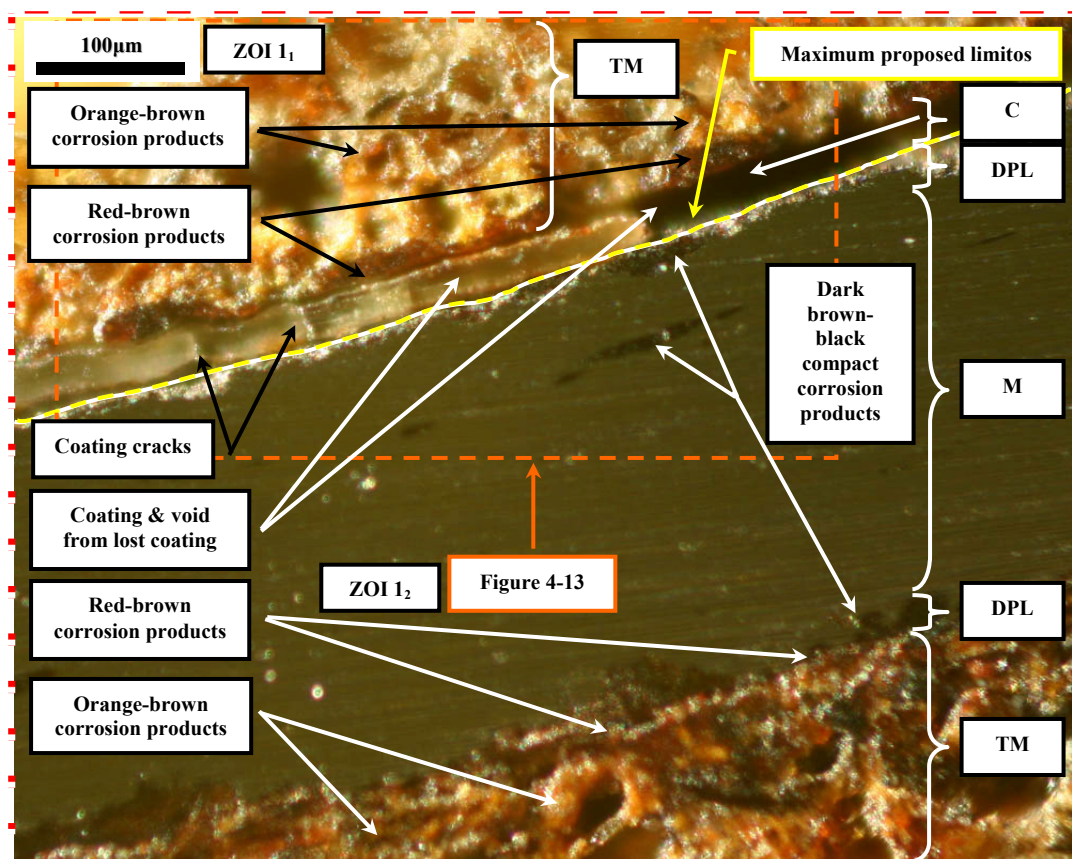 100µm
ZOI 1₁
TM
Maximum proposed limitos
Orange-brown
corrosion products
C
DPL
Red-brown
corrosion products
Dark
brown-
black
compact
corrosion
products
M
Coating cracks
Coating & void
from lost coating
ZOI 1₂
Figure 4-13
Red-brown
corrosion products
DPL
Orange-brown
corrosion products
TM